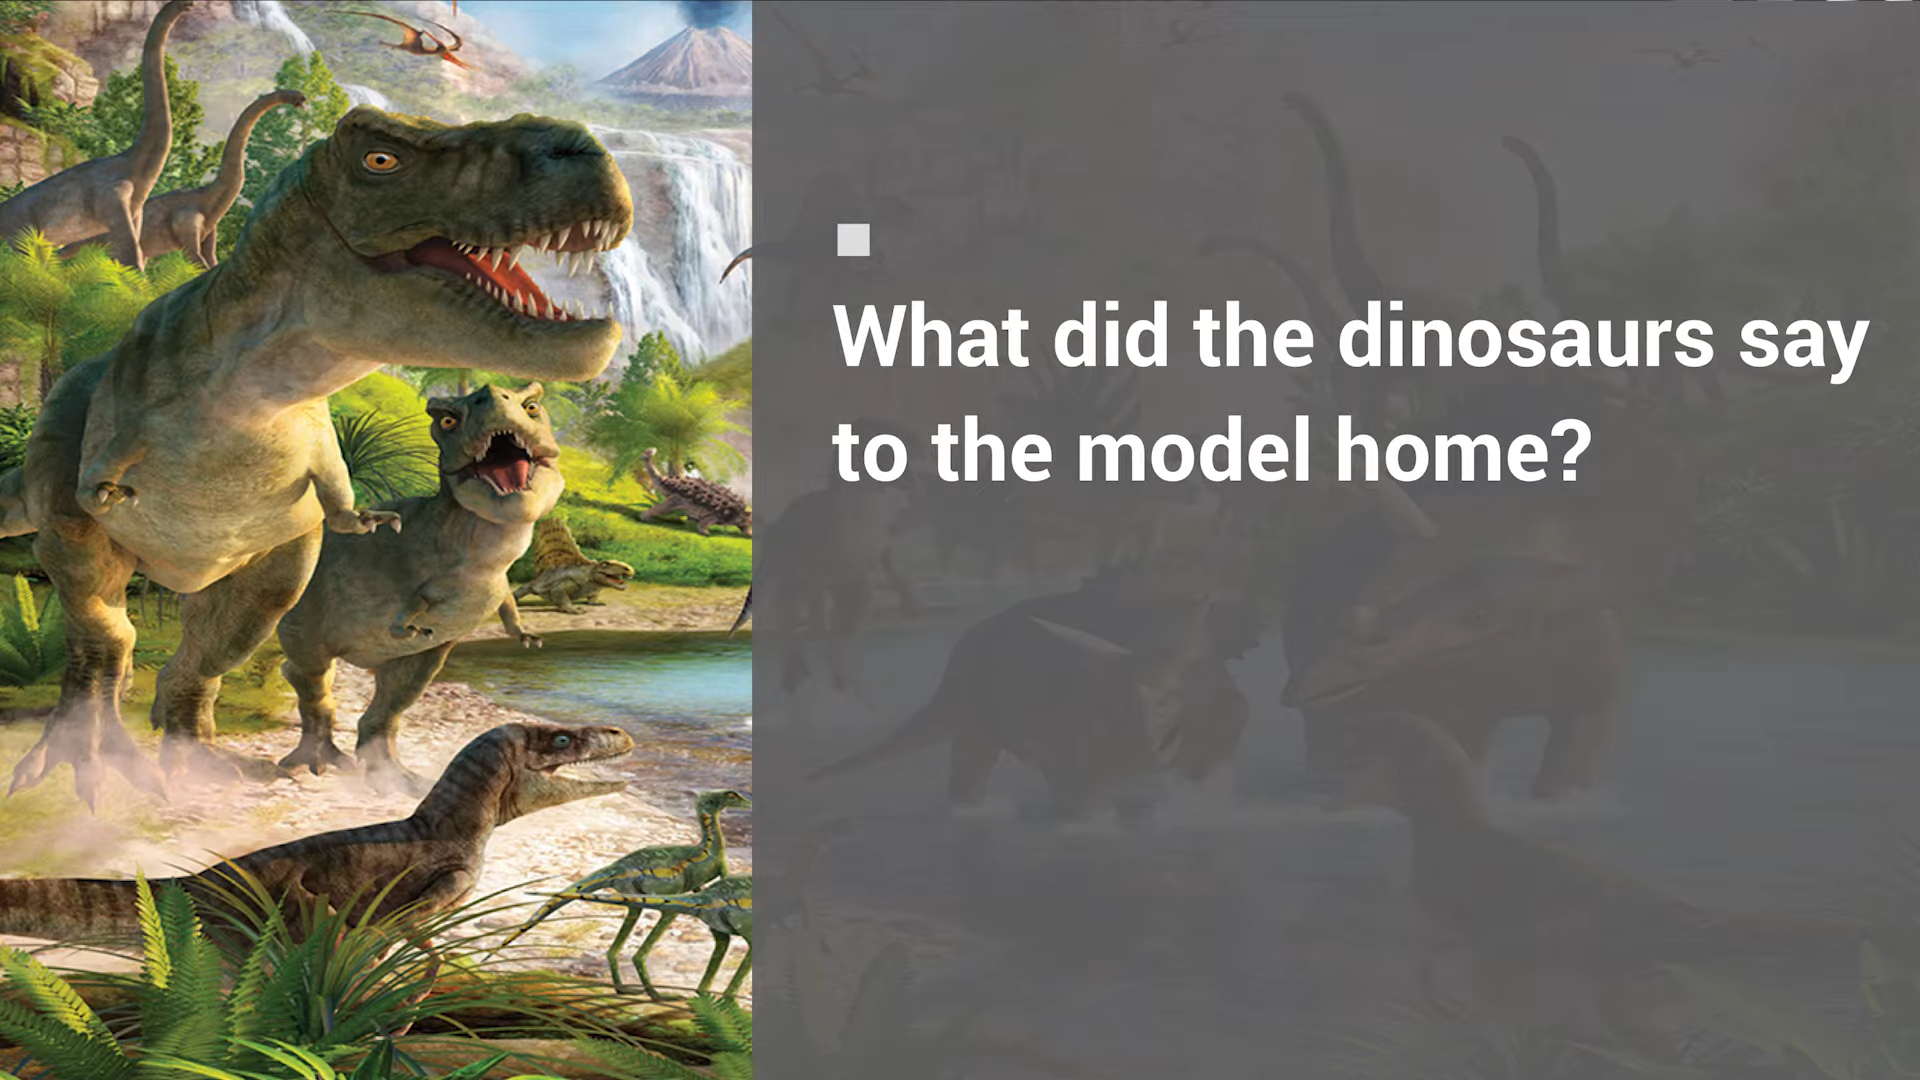 What did the dinosaurs say
to the model home?